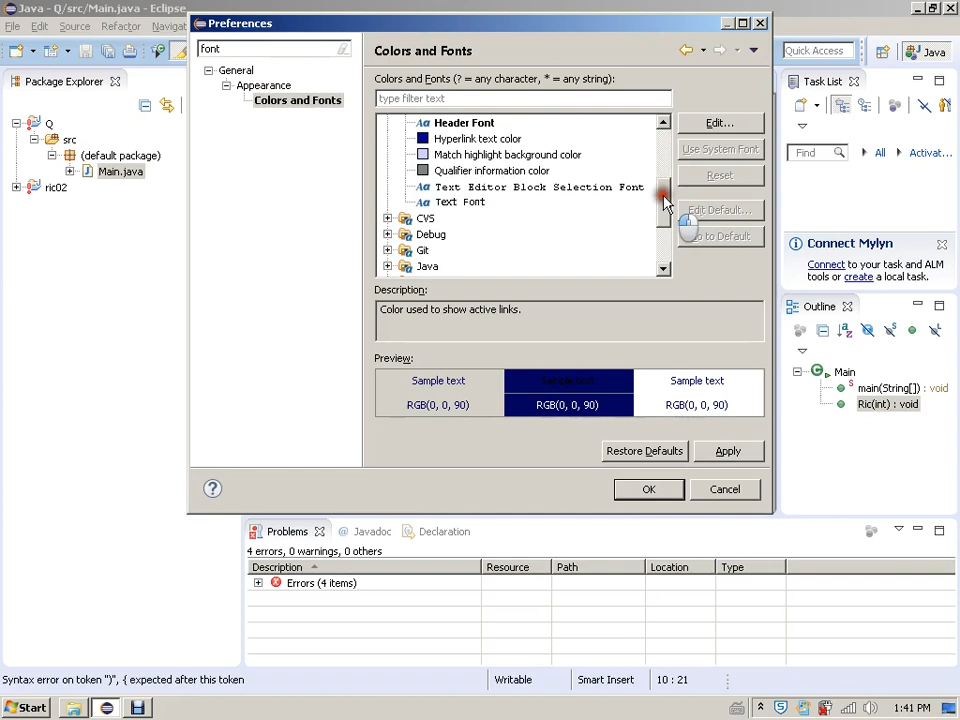 Java - Q/src/Main.java - Eclipse
File Edit Source Refactor Navigat
Preferences
font
General
Appearance
Colors and Fonts
Colors and Fonts
Colors and Fonts (? = any character, * = any string):
type filter text
Header Font
Hyperlink text color
Match highlight background color
Qualifier information color
Text Editor Block Selection Font
Text Font
CVS
Debug
Git
Java
Edit...
Use System Font
Reset
Edit Default...
Go to Default
Description:
Color used to show active links.
Preview:
Sample text Sample text Sample text
RGB(0, 0, 90) RGB(0, 0, 90) RGB(0, 0, 90)
Restore Defaults Apply
OK Cancel
Package Explorer
Q
src
(default package)
Main.java
ric02
Quick Access Java
Task List
Find All Activat...
Connect Mylyn
Connect to your task and ALM
tools or create a local task.
Outline
Main
main(String[]) : void
Ric(int) : void
Problems Javadoc Declaration
4 errors, 0 warnings, 0 others
Description Resource Path Location Type
Errors (4 items)
Syntax error on token ")", { expected after this token Writable Smart Insert 10 : 21
Start 1:41 PM